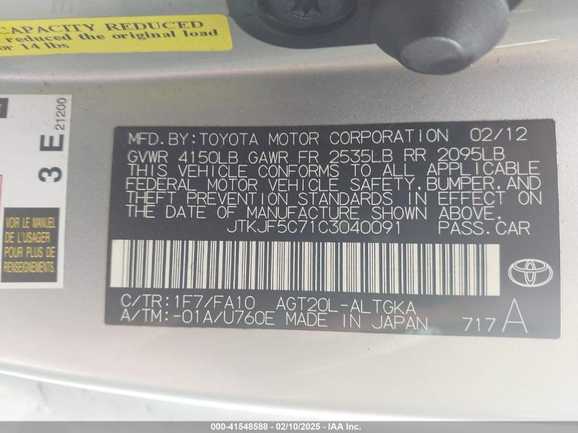 CAPACITY REDUCED
reduced the original load
or 14 lbs
3 E
21200
VOIR LE MANUEL
DE L'USAGER
POUR PLUS DE
MFD.BY:TOYOTA MOTOR CORPORATION 02/12
GVWR 4150LB GAWR FR 2535LB RR 2095LB
THIS VEHICLE CONFORMS TO ALL APPLICABLE
FEDERAL MOTOR VEHICLE SAFETY,BUMPER,AND
THEFT PREVENTION STANDARDS IN EFFECT ON
THE DATE OF MANUFACTURE SHOWN ABOVE.
JTKJF5C71C3040091 PASS.CAR
C/TR:1F7/FA10 AGT20L-ALTGKA
A/TM:-01A/U760E MADE IN JAPAN 717 A
000-41548588 — 02/10/2025 — IAA Inc.